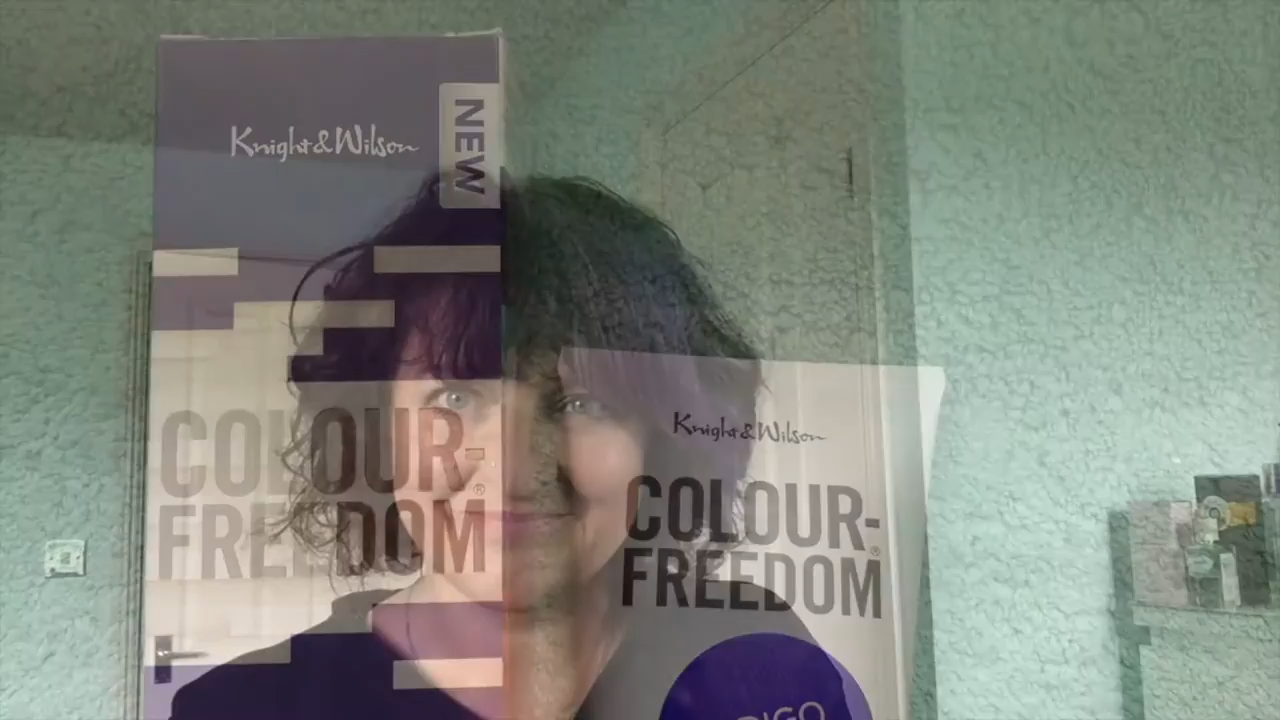 Knight & Wilson
NEW
COLOUR-
FREEDOM®
Knight & Wilson
COLOUR-
FREEDOM®